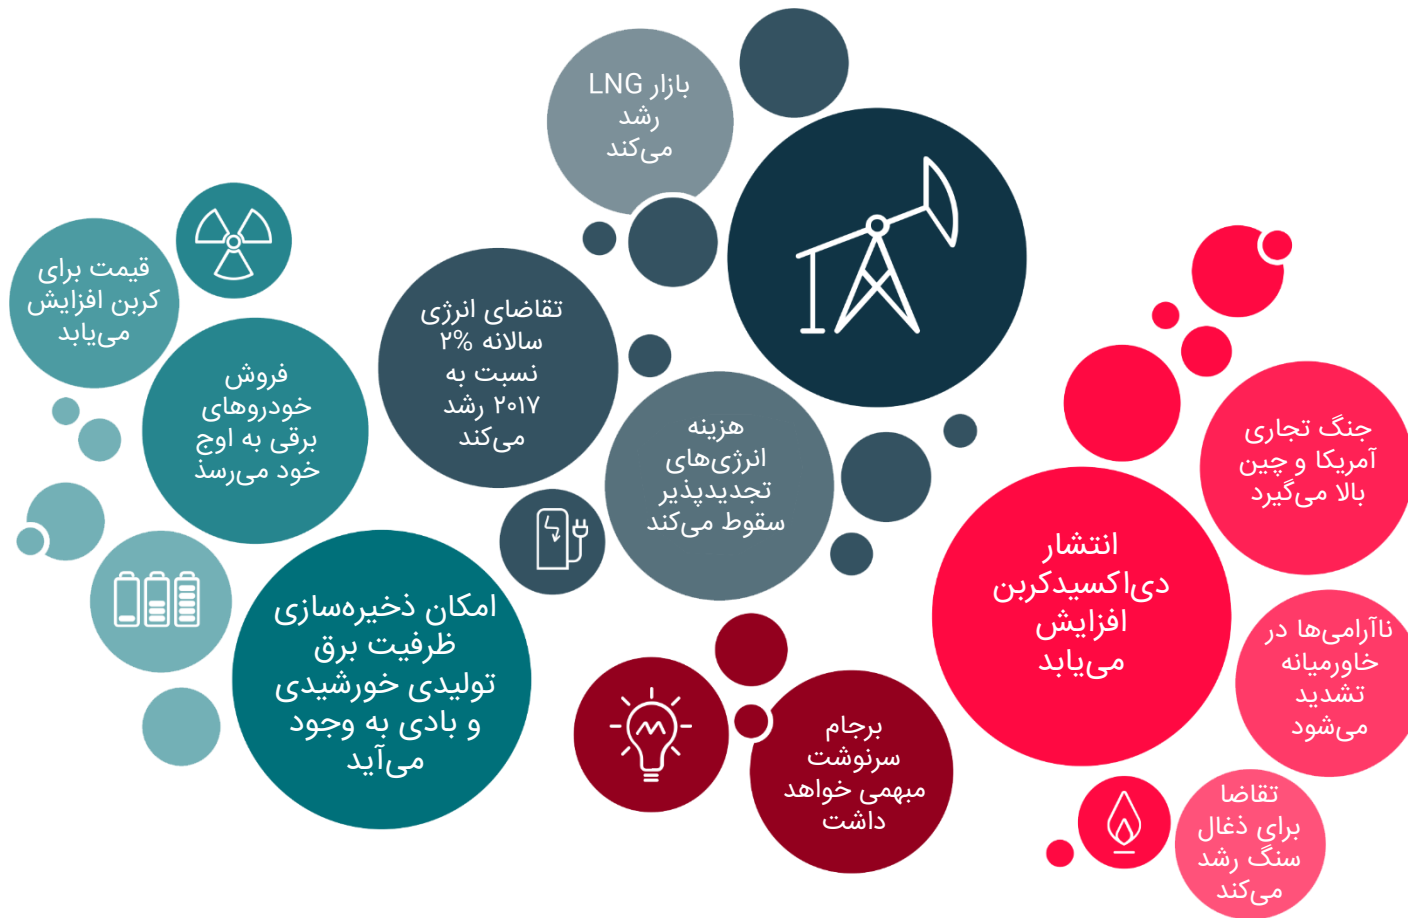 بازار LNG
رشد
می‌کند
جنگ تجاری
آمریکا و چین
بالا می‌گیرد
انتشار
دی‌اکسیدکربن
افزایش
می‌یابد
ناآرامی‌ها در
خاورمیانه
تشدید
می‌شود
تقاضا
برای ذغال
سنگ رشد
می‌کند
هزینه
انرژی‌های
تجدیدپذیر
سقوط می‌کند
برجام
سرنوشت
مبهمی خواهد
داشت
تقاضای انرژی
سالانه ۲%
نسبت به
۲۰۱۷ رشد
می‌کند
قیمت برای
کربن افزایش
می‌یابد
فروش
خودروهای
برقی به اوج
خود می‌رسذ
امکان ذخیره‌سازی
ظرفیت برق
تولیدی خورشیدی
و بادی به وجود
می‌آید